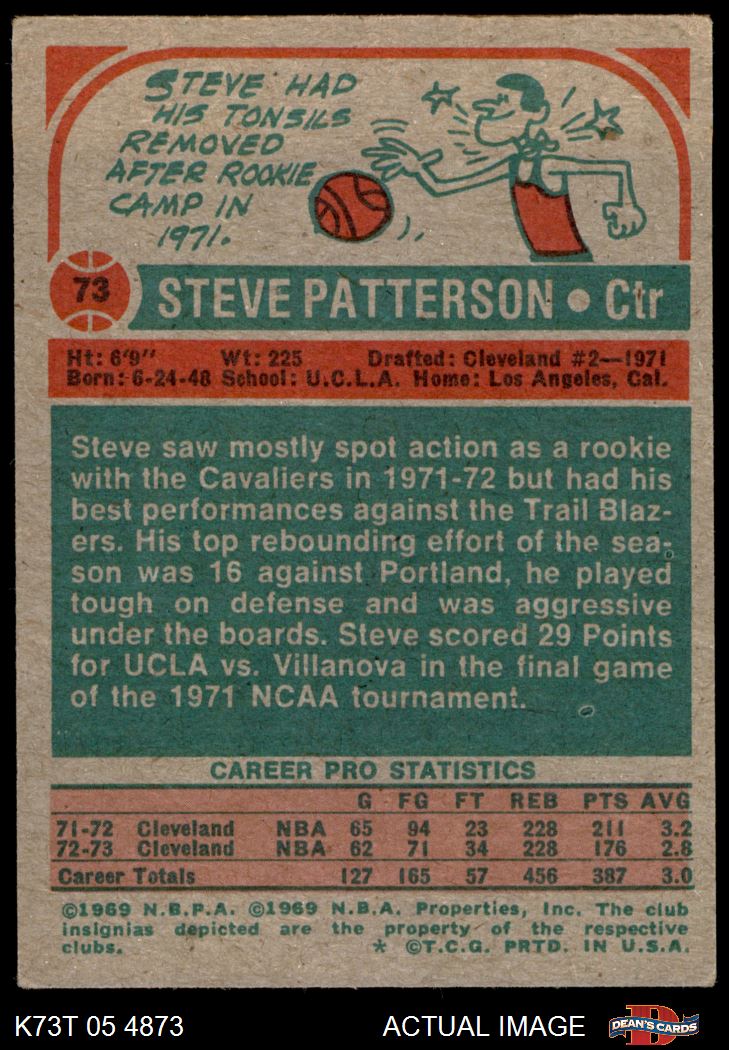 STEVE HAD
HIS TONSILS
REMOVED
AFTER ROOKIE
CAMP IN
1971.
73
STEVE PATTERSON • Ctr
Ht: 6'9" Wt: 225 Drafted: Cleveland #2—1971
Born: 6-24-48 School: U.C.L.A. Home: Los Angeles, Cal.
Steve saw mostly spot action as a rookie
with the Cavaliers in 1971-72 but had his
best performances against the Trail Blaz-
ers. His top rebounding effort of the sea-
son was 16 against Portland, he played
tough on defense and was aggressive
under the boards. Steve scored 29 Points
for UCLA vs. Villanova in the final game
of the 1971 NCAA tournament.
CAREER PRO STATISTICS
G FG FT REB PTS AVG
71-72 Cleveland NBA 65 94 23 228 211 3.2
72-73 Cleveland NBA 62 71 34 228 176 2.8
Career Totals 127 165 57 456 387 3.0
©1969 N.B.P.A. ©1969 N.B.A. Properties, Inc. The club
insignias depicted are the property of the respective
clubs. * ©T.C.G. PRTD. IN U.S.A.
K73T 05 4873 ACTUAL IMAGE DEAN'S CARDS